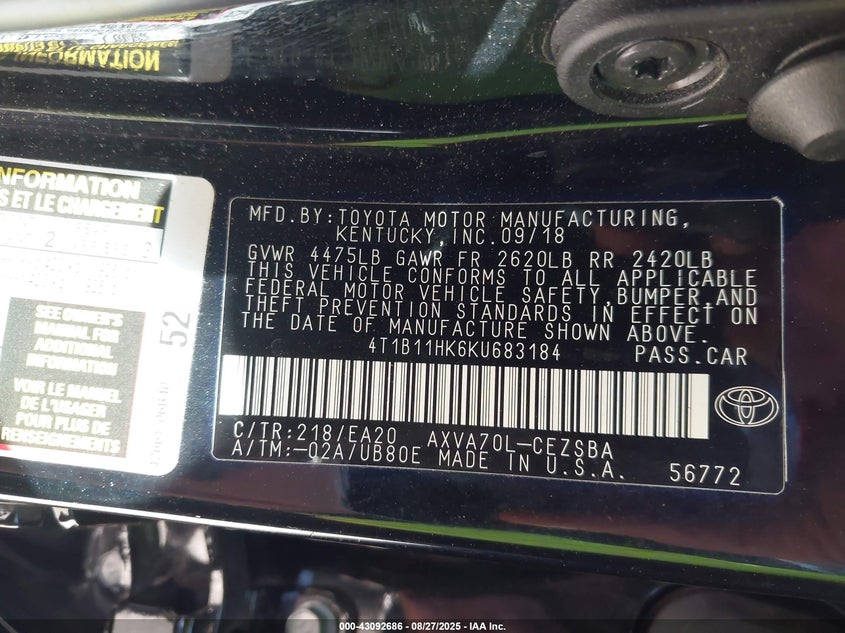 INFORMATION
NFORMATION
S ET LE CHARGEMENT
SEE OWNER'S
MANUAL FOR
ADDITIONAL
INFORMATION
VOIR LE MANUEL
DE L'USAGER
POUR PLUS DE
RENSEIGNEMENTS
52
MFD.BY:TOYOTA MOTOR MANUFACTURING,
KENTUCKY,INC.09/18
GVWR 4475LB GAWR FR 2620LB RR 2420LB
THIS VEHICLE CONFORMS TO ALL APPLICABLE
FEDERAL MOTOR VEHICLE SAFETY,BUMPER,AND
THEFT PREVENTION STANDARDS IN EFFECT ON
THE DATE OF MANUFACTURE SHOWN ABOVE.
4T1B11HK6KU683184 PASS.CAR
C/TR:218/EA20 AXVA70L-CEZSBA
A/TM:-02A/UB80E MADE IN U.S.A. 56772
000-43092686 - 08/27/2025 - IAA Inc.